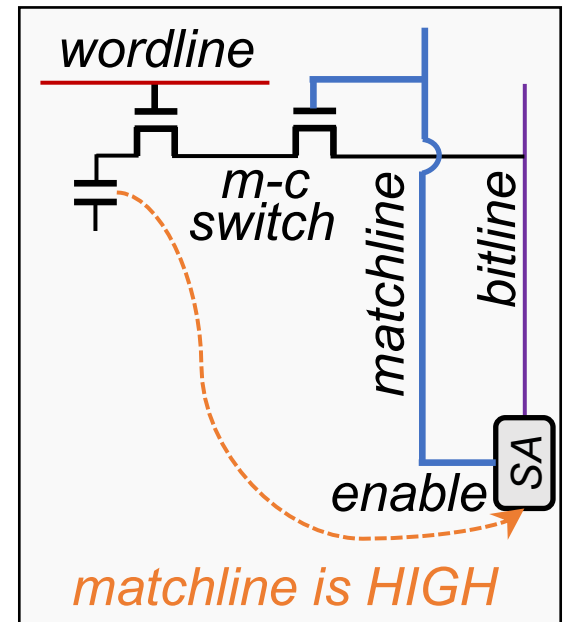 wordline
m-c
switch
matchline
bitline
SA
enable
matchline is HIGH